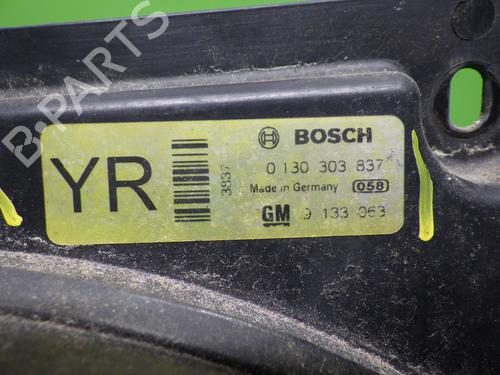 B-PARTS
YR
3837
BOSCH
0 130 303 837
Made in Germany 058
GM 9 133 063